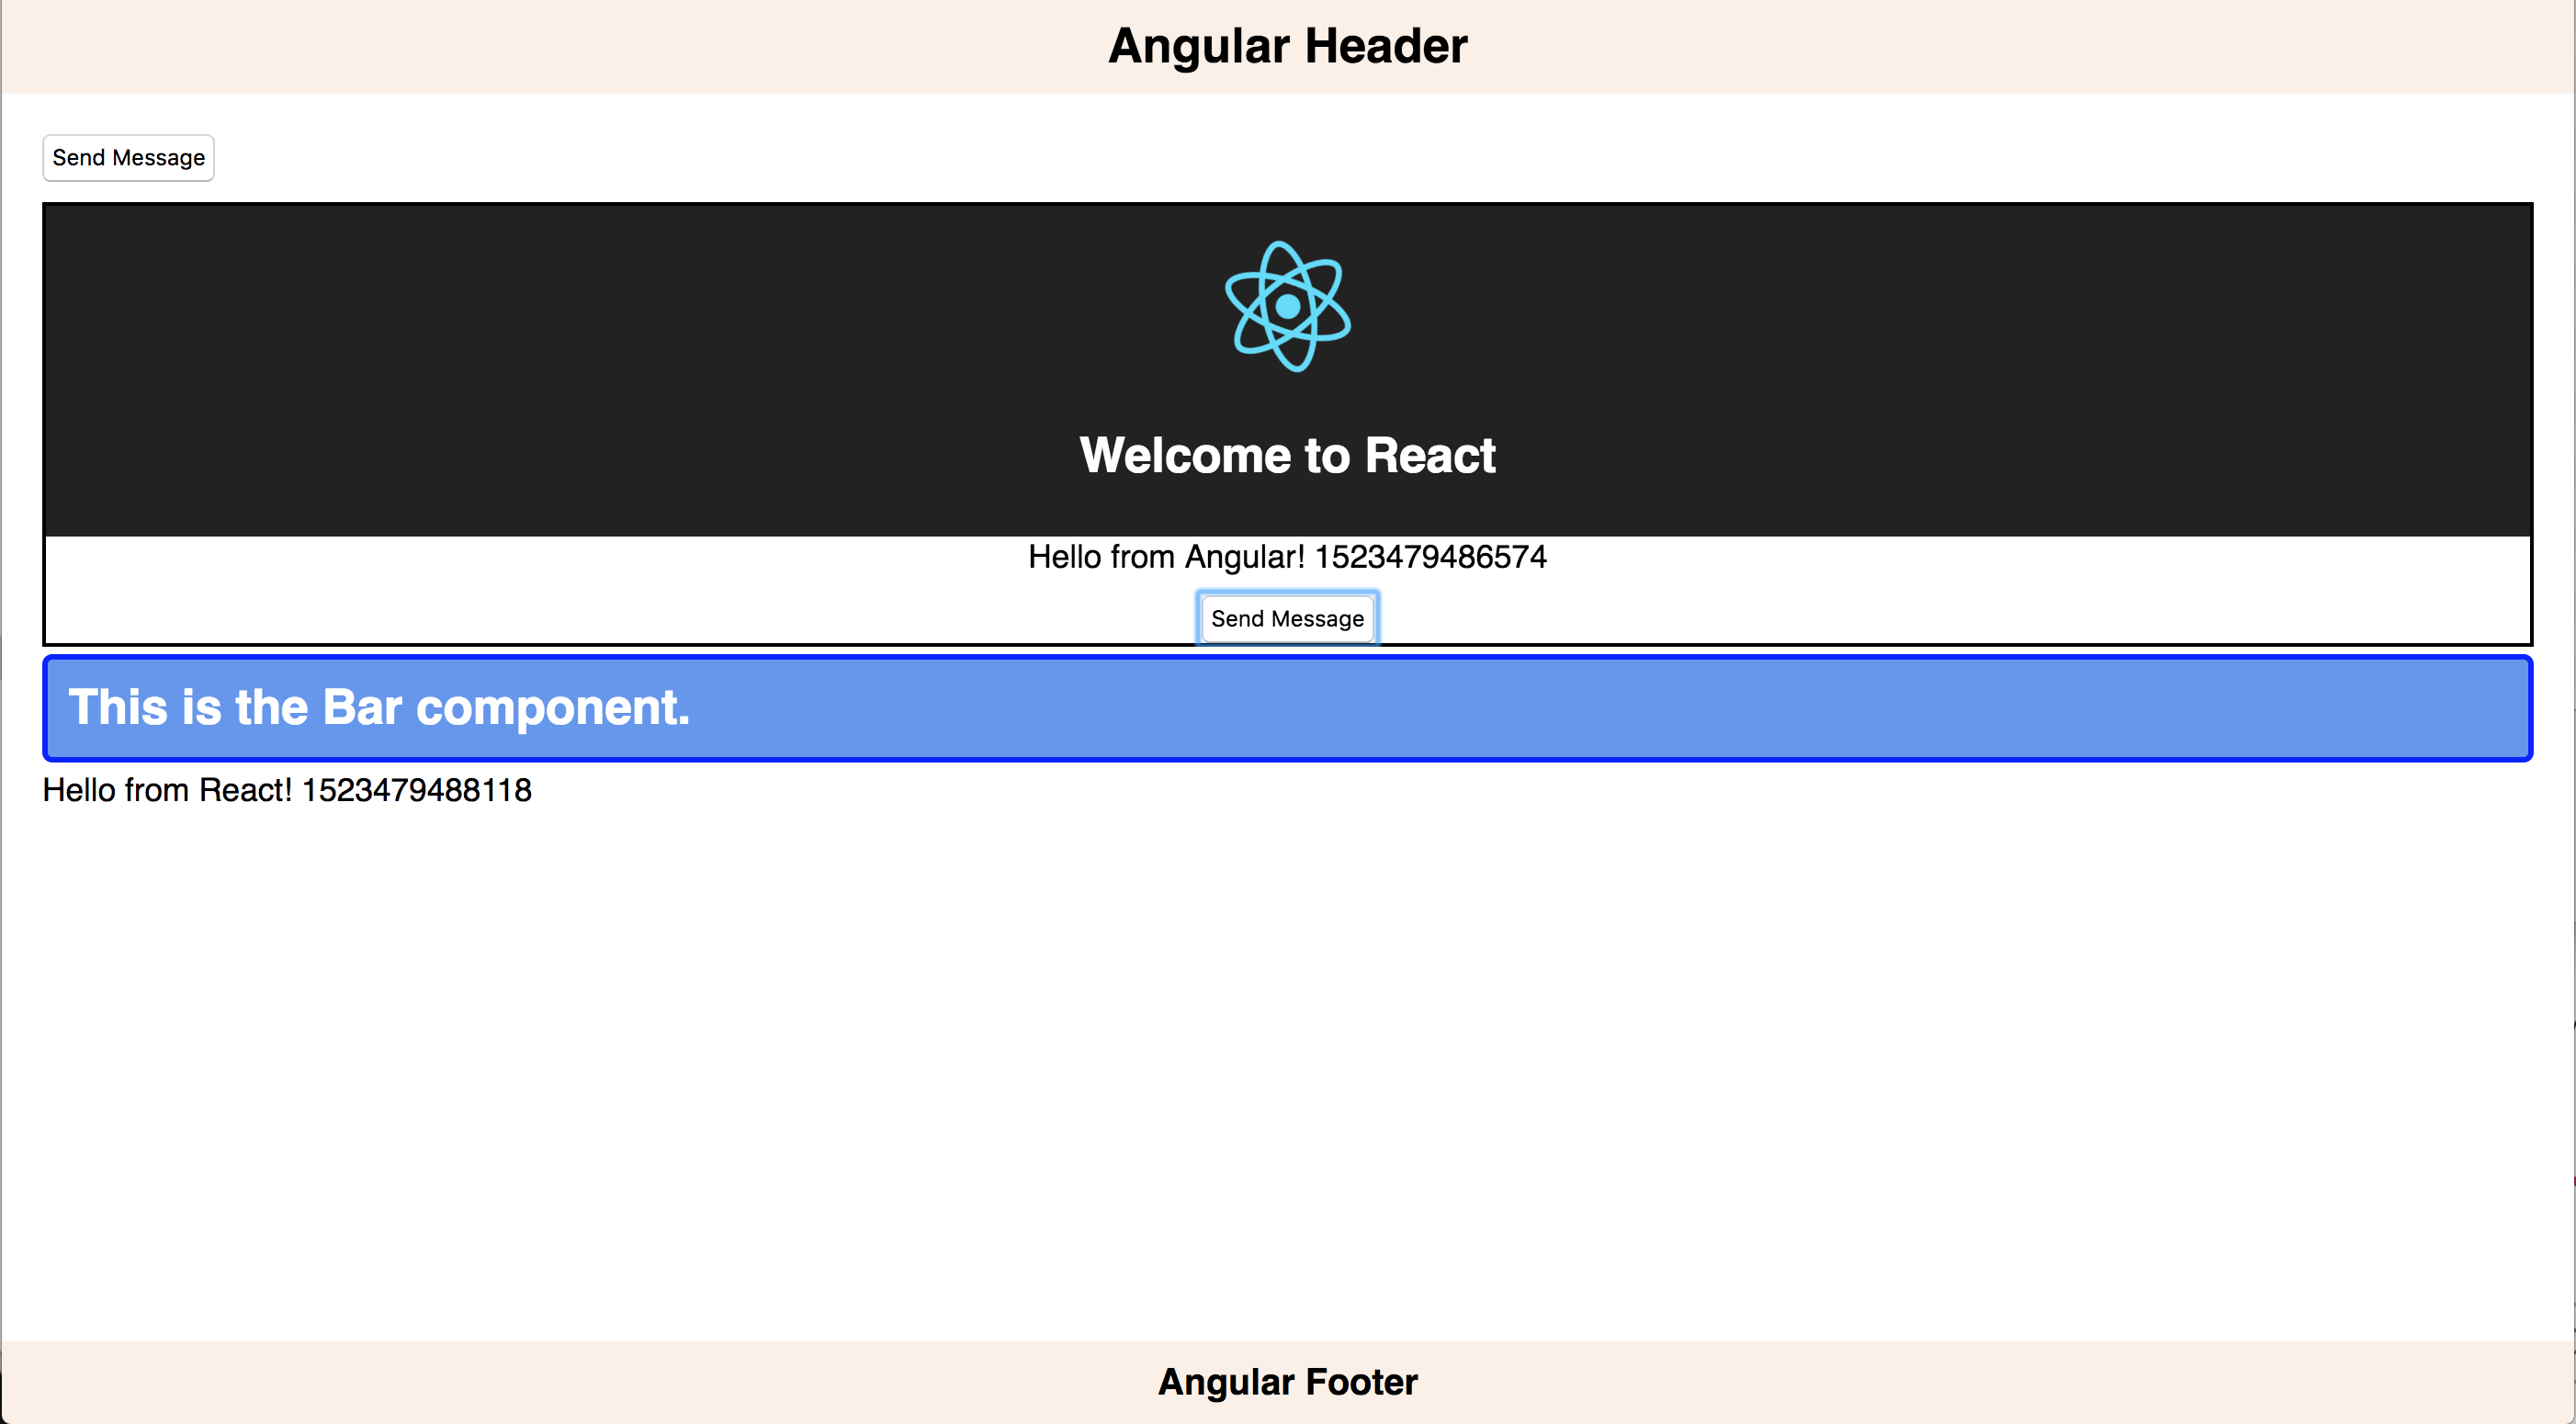 Angular Header
Send Message
Welcome to React
Hello from Angular! 1523479486574
Send Message
This is the Bar component.
Hello from React! 1523479488118
Angular Footer